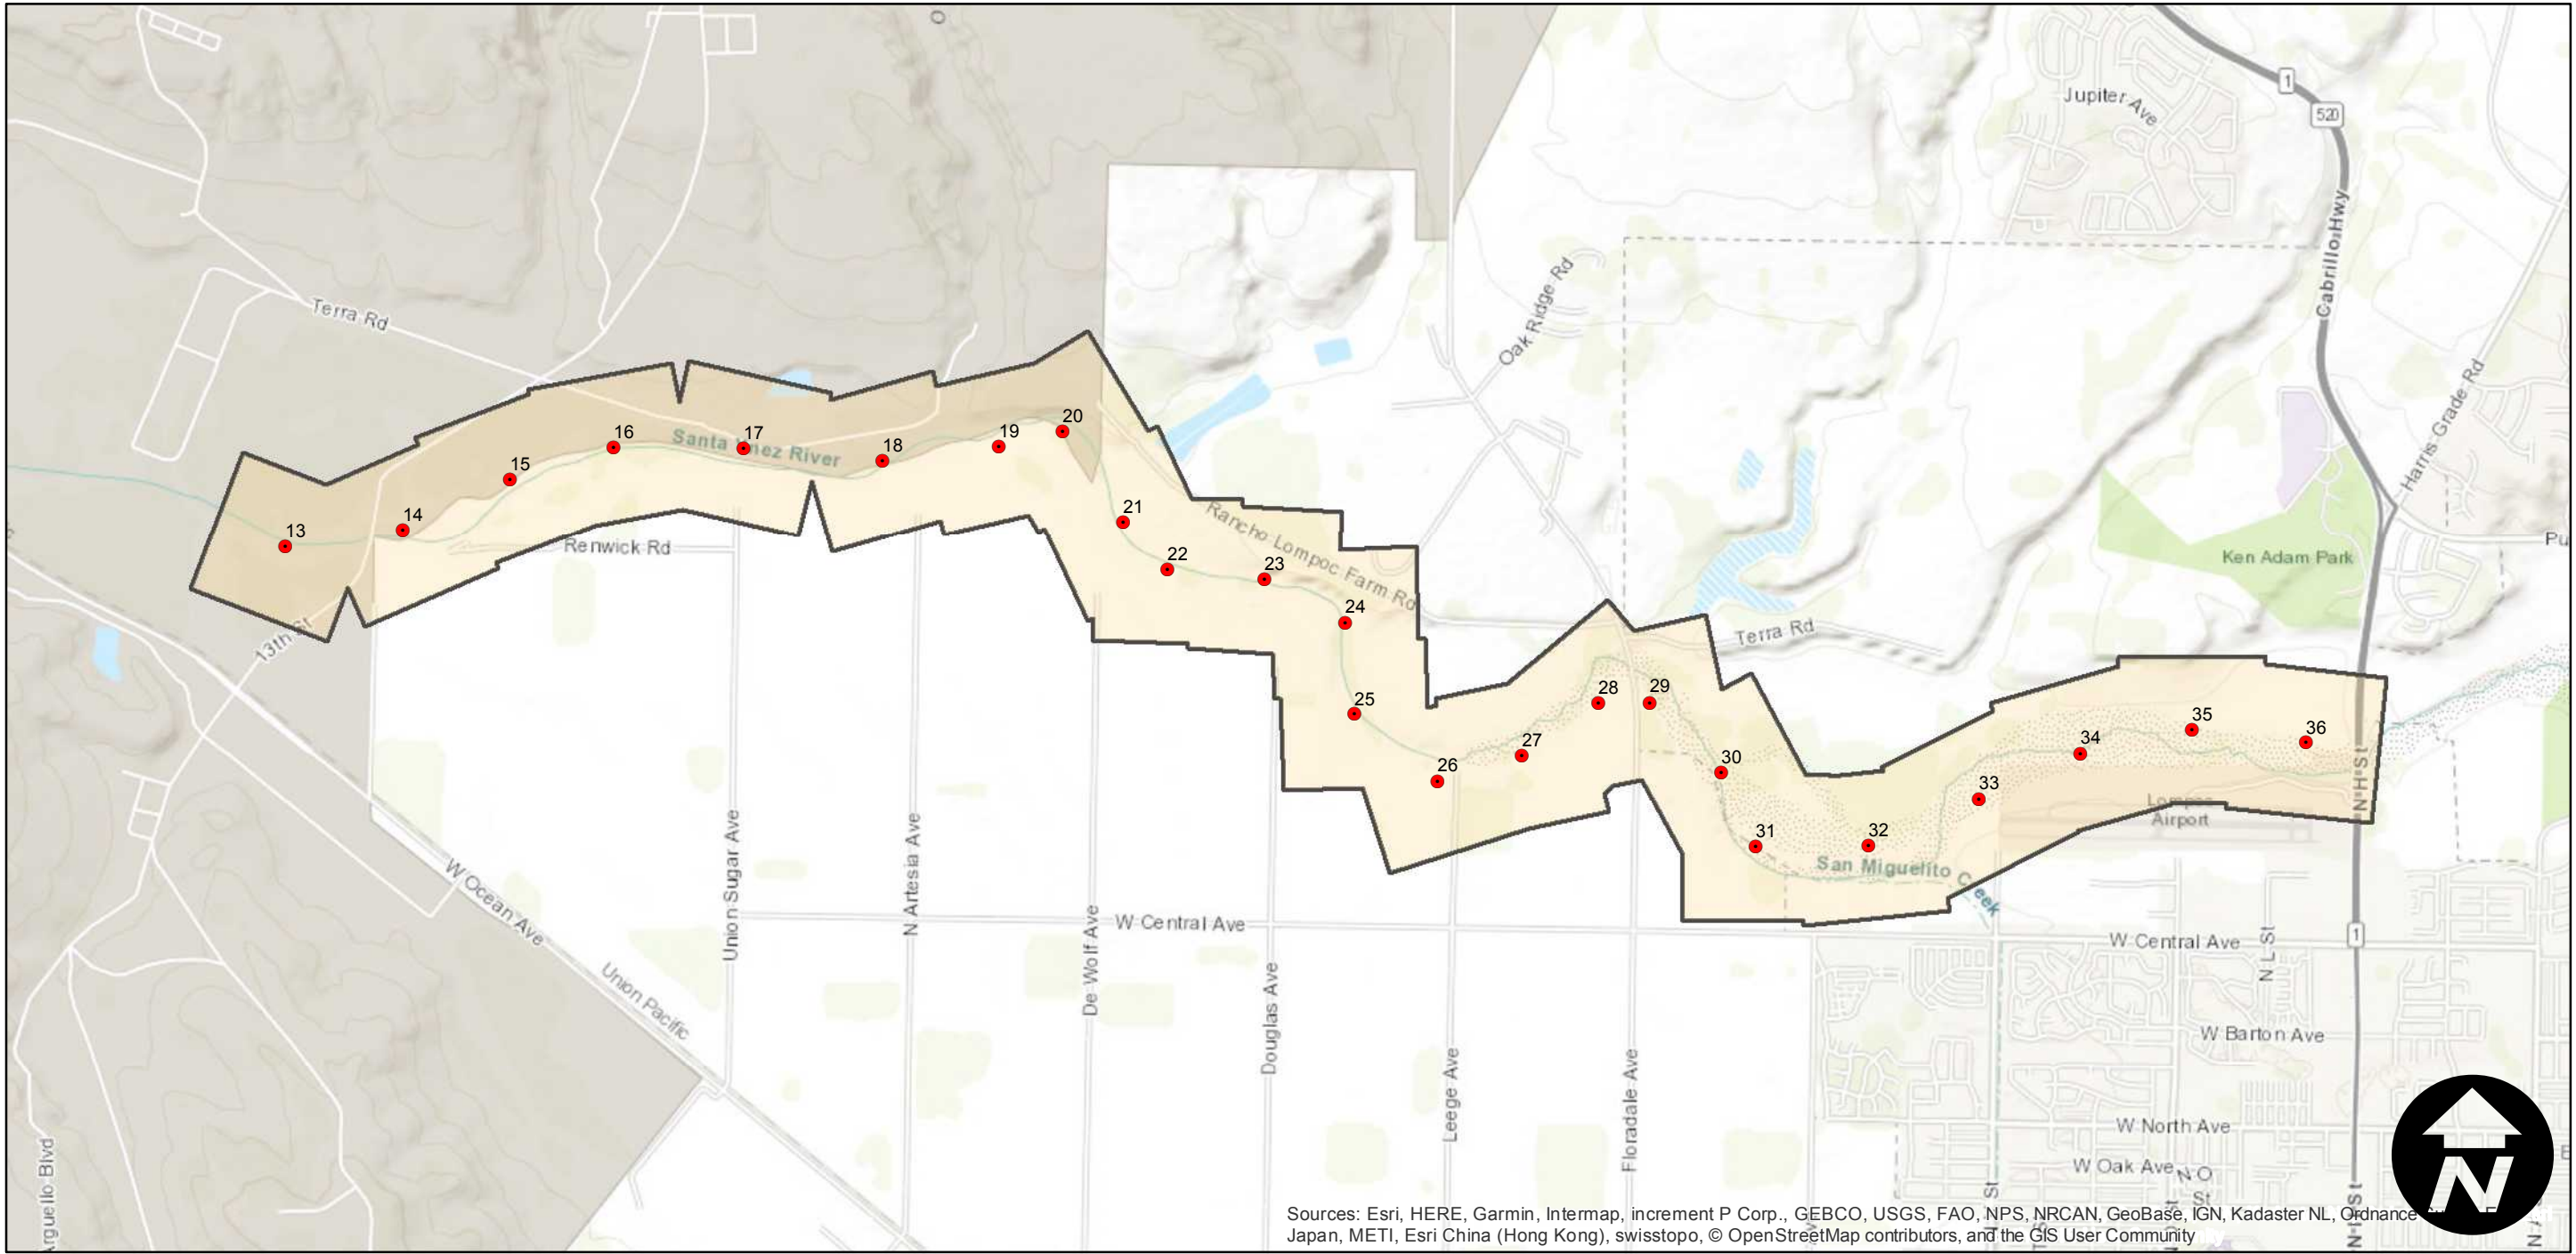 O
1
Jupiter Ave
520
Cabrillo Hwy
Oak Ridge Rd
Terra Rd
Harris Grade Rd
20
16
17
19
18
Santa Ynez River
15
14
21
13
Rancho Lompoc Farm Rd
Renwick Rd
22
23
Ken Adam Park
Pu
24
13th St
Terra Rd
28
29
25
35
36
27
34
26
30
33
N H St
Lompoc
Airport
31
32
San Miguelito Creek
W Ocean Ave
Union Sugar Ave
N Artesia Ave
De Wolf Ave
W Central Ave
Douglas Ave
W Central Ave
N L St
1
Union Pacific
W Barton Ave
Leege Ave
Floradale Ave
W North Ave
W Oak Ave
N O
St
Arguello Blvd
St
N H St
N
Sources: Esri, HERE, Garmin, Intermap, increment P Corp., GEBCO, USGS, FAO, NPS, NRCAN, GeoBase, IGN, Kadaster NL, Ordnance
Japan, METI, Esri China (Hong Kong), swisstopo, © OpenStreetMap contributors, and the GIS User Community